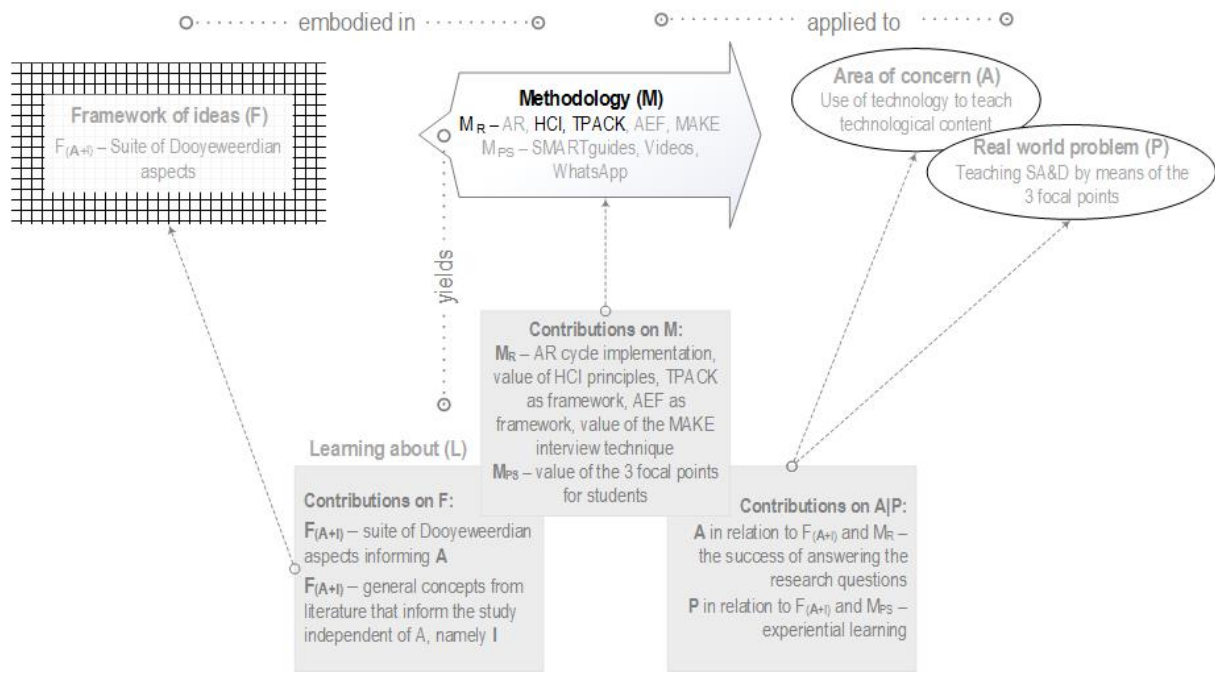 embodied in
applied to
Framework of ideas (F)
F(A+I) – Suite of Dooyeweerdian
aspects
Methodology (M)
MR – AR, HCI, TPACK, AEF, MAKE
MPS – SMARTguides, Videos,
WhatsApp
Area of concern (A)
Use of technology to teach
technological content
Real world problem (P)
Teaching SA&D by means of the
3 focal points
yields
Contributions on M:
MR – AR cycle implementation,
value of HCI principles, TPACK
as framework, AEF as
framework, value of the MAKE
interview technique
MPS – value of the 3 focal points
for students
Learning about (L)
Contributions on F:
F(A+I) – suite of Dooyeweerdian
aspects informing A
F(A+I) – general concepts from
literature that inform the study
independent of A, namely I
Contributions on A|P:
A in relation to F(A+I) and MR –
the success of answering the
research questions
P in relation to F(A+I) and MPS –
experiential learning